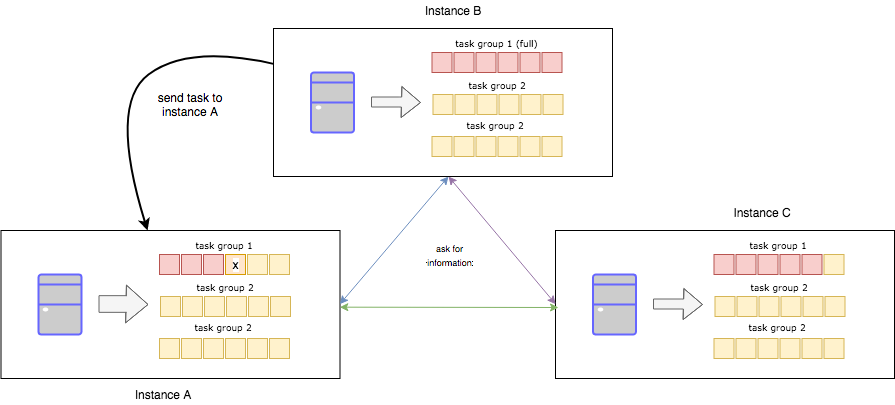 Instance B
task group 1 (full)
task group 2
task group 2
send task to
instance A
Instance C
task group 1
x
task group 2
task group 2
ask for
information:
task group 1
task group 2
task group 2
Instance A